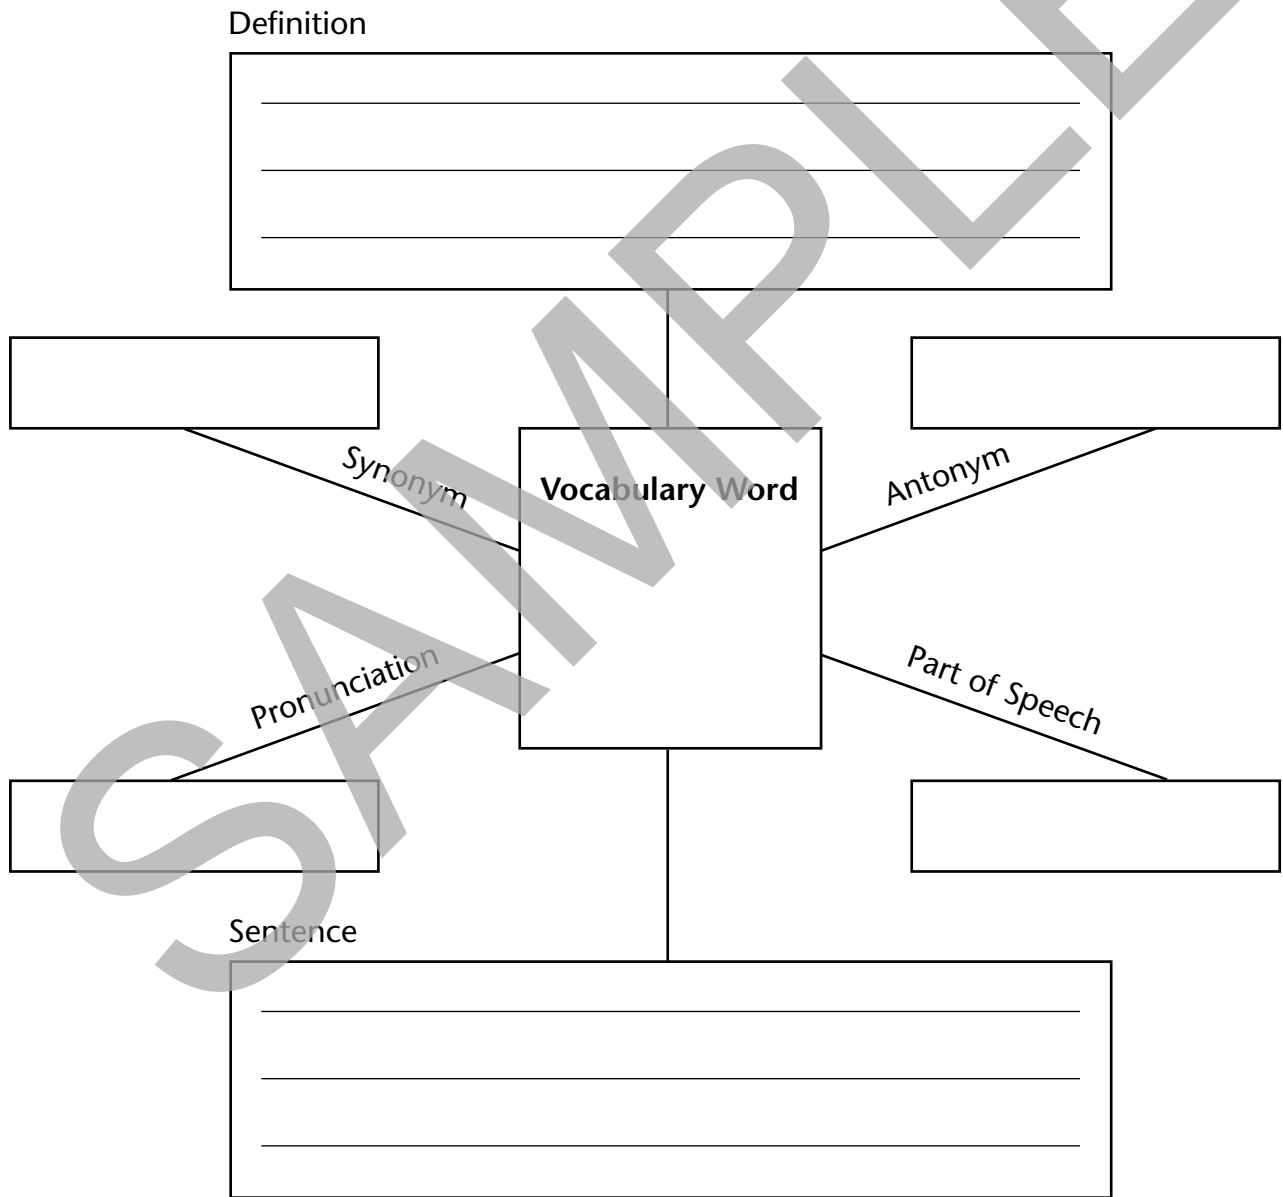 Definition
Synonym
Vocabulary Word
Antonym
Pronunciation
Part of Speech
Sentence
SAMPLE